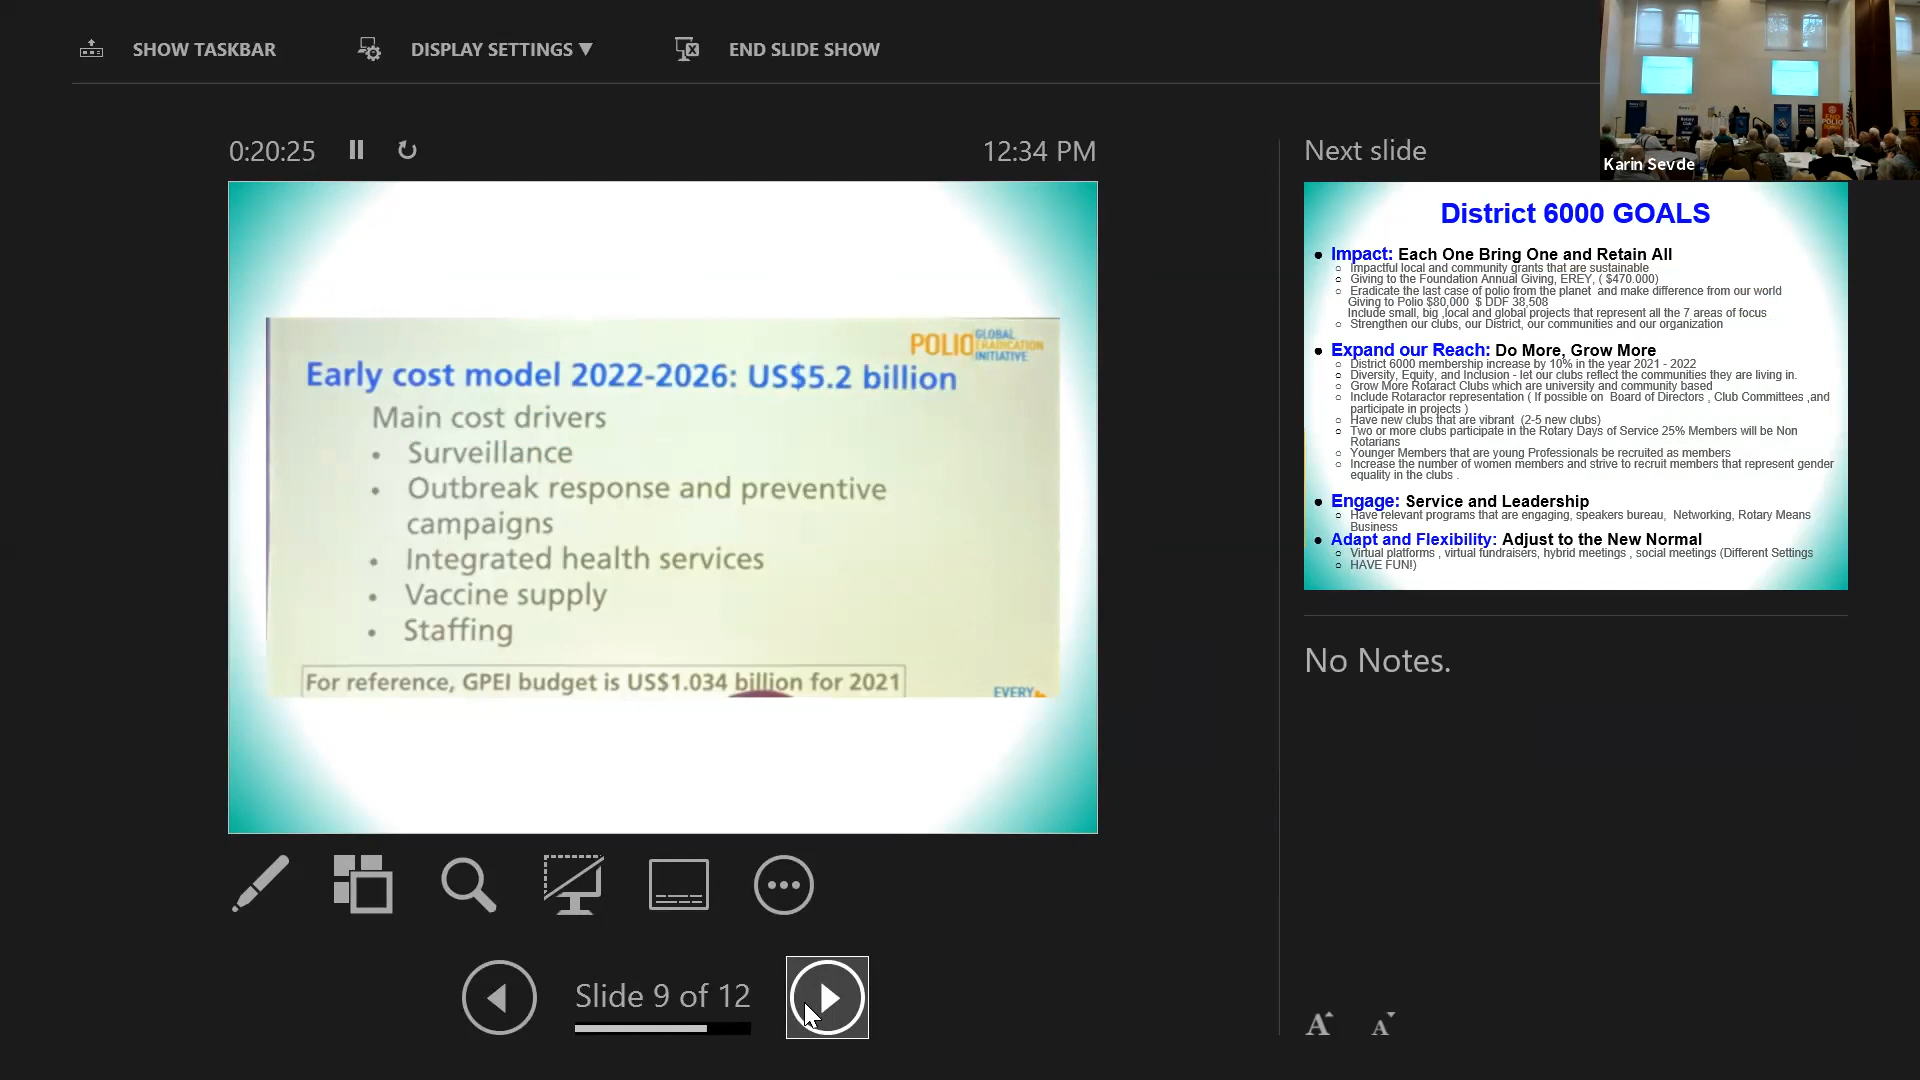 SHOW TASKBAR
DISPLAY SETTINGS ▼
END SLIDE SHOW
0:20:25
12:34 PM
POLIO GLOBAL
ERADICATION
INITIATIVE
Early cost model 2022-2026: US$5.2 billion
Main cost drivers
• Surveillance
• Outbreak response and preventive
campaigns
• Integrated health services
• Vaccine supply
• Staffing
For reference, GPEI budget is US$1.034 billion for 2021
EVERY
Slide 9 of 12
Next slide
Karin Sevde
END
POLIO
District 6000 GOALS
• Impact: Each One Bring One and Retain All
○ Impactful local and community grants that are sustainable
○ Giving to the Foundation Annual Giving, EREY, ( $470.000)
○ Eradicate the last case of polio from the planet and make difference from our world
Giving to Polio $80,000 $ DDF 38,508
Include small, big ,local and global projects that represent all the 7 areas of focus
○ Strengthen our clubs, our District, our communities and our organization
• Expand our Reach: Do More, Grow More
○ District 6000 membership increase by 10% in the year 2021 - 2022
○ Diversity, Equity, and Inclusion - let our clubs reflect the communities they are living in.
○ Grow More Rotaract Clubs which are university and community based
○ Include Rotaractor representation ( If possible on Board of Directors , Club Committees ,and
participate in projects )
○ Have new clubs that are vibrant (2-5 new clubs)
○ Two or more clubs participate in the Rotary Days of Service 25% Members will be Non
Rotarians
○ Younger Members that are young Professionals be recruited as members
○ Increase the number of women members and strive to recruit members that represent gender
equality in the clubs .
• Engage: Service and Leadership
○ Have relevant programs that are engaging, speakers bureau, Networking, Rotary Means
Business
• Adapt and Flexibility: Adjust to the New Normal
○ Virtual platforms , virtual fundraisers, hybrid meetings , social meetings (Different Settings
○ HAVE FUN!)
No Notes.
A A